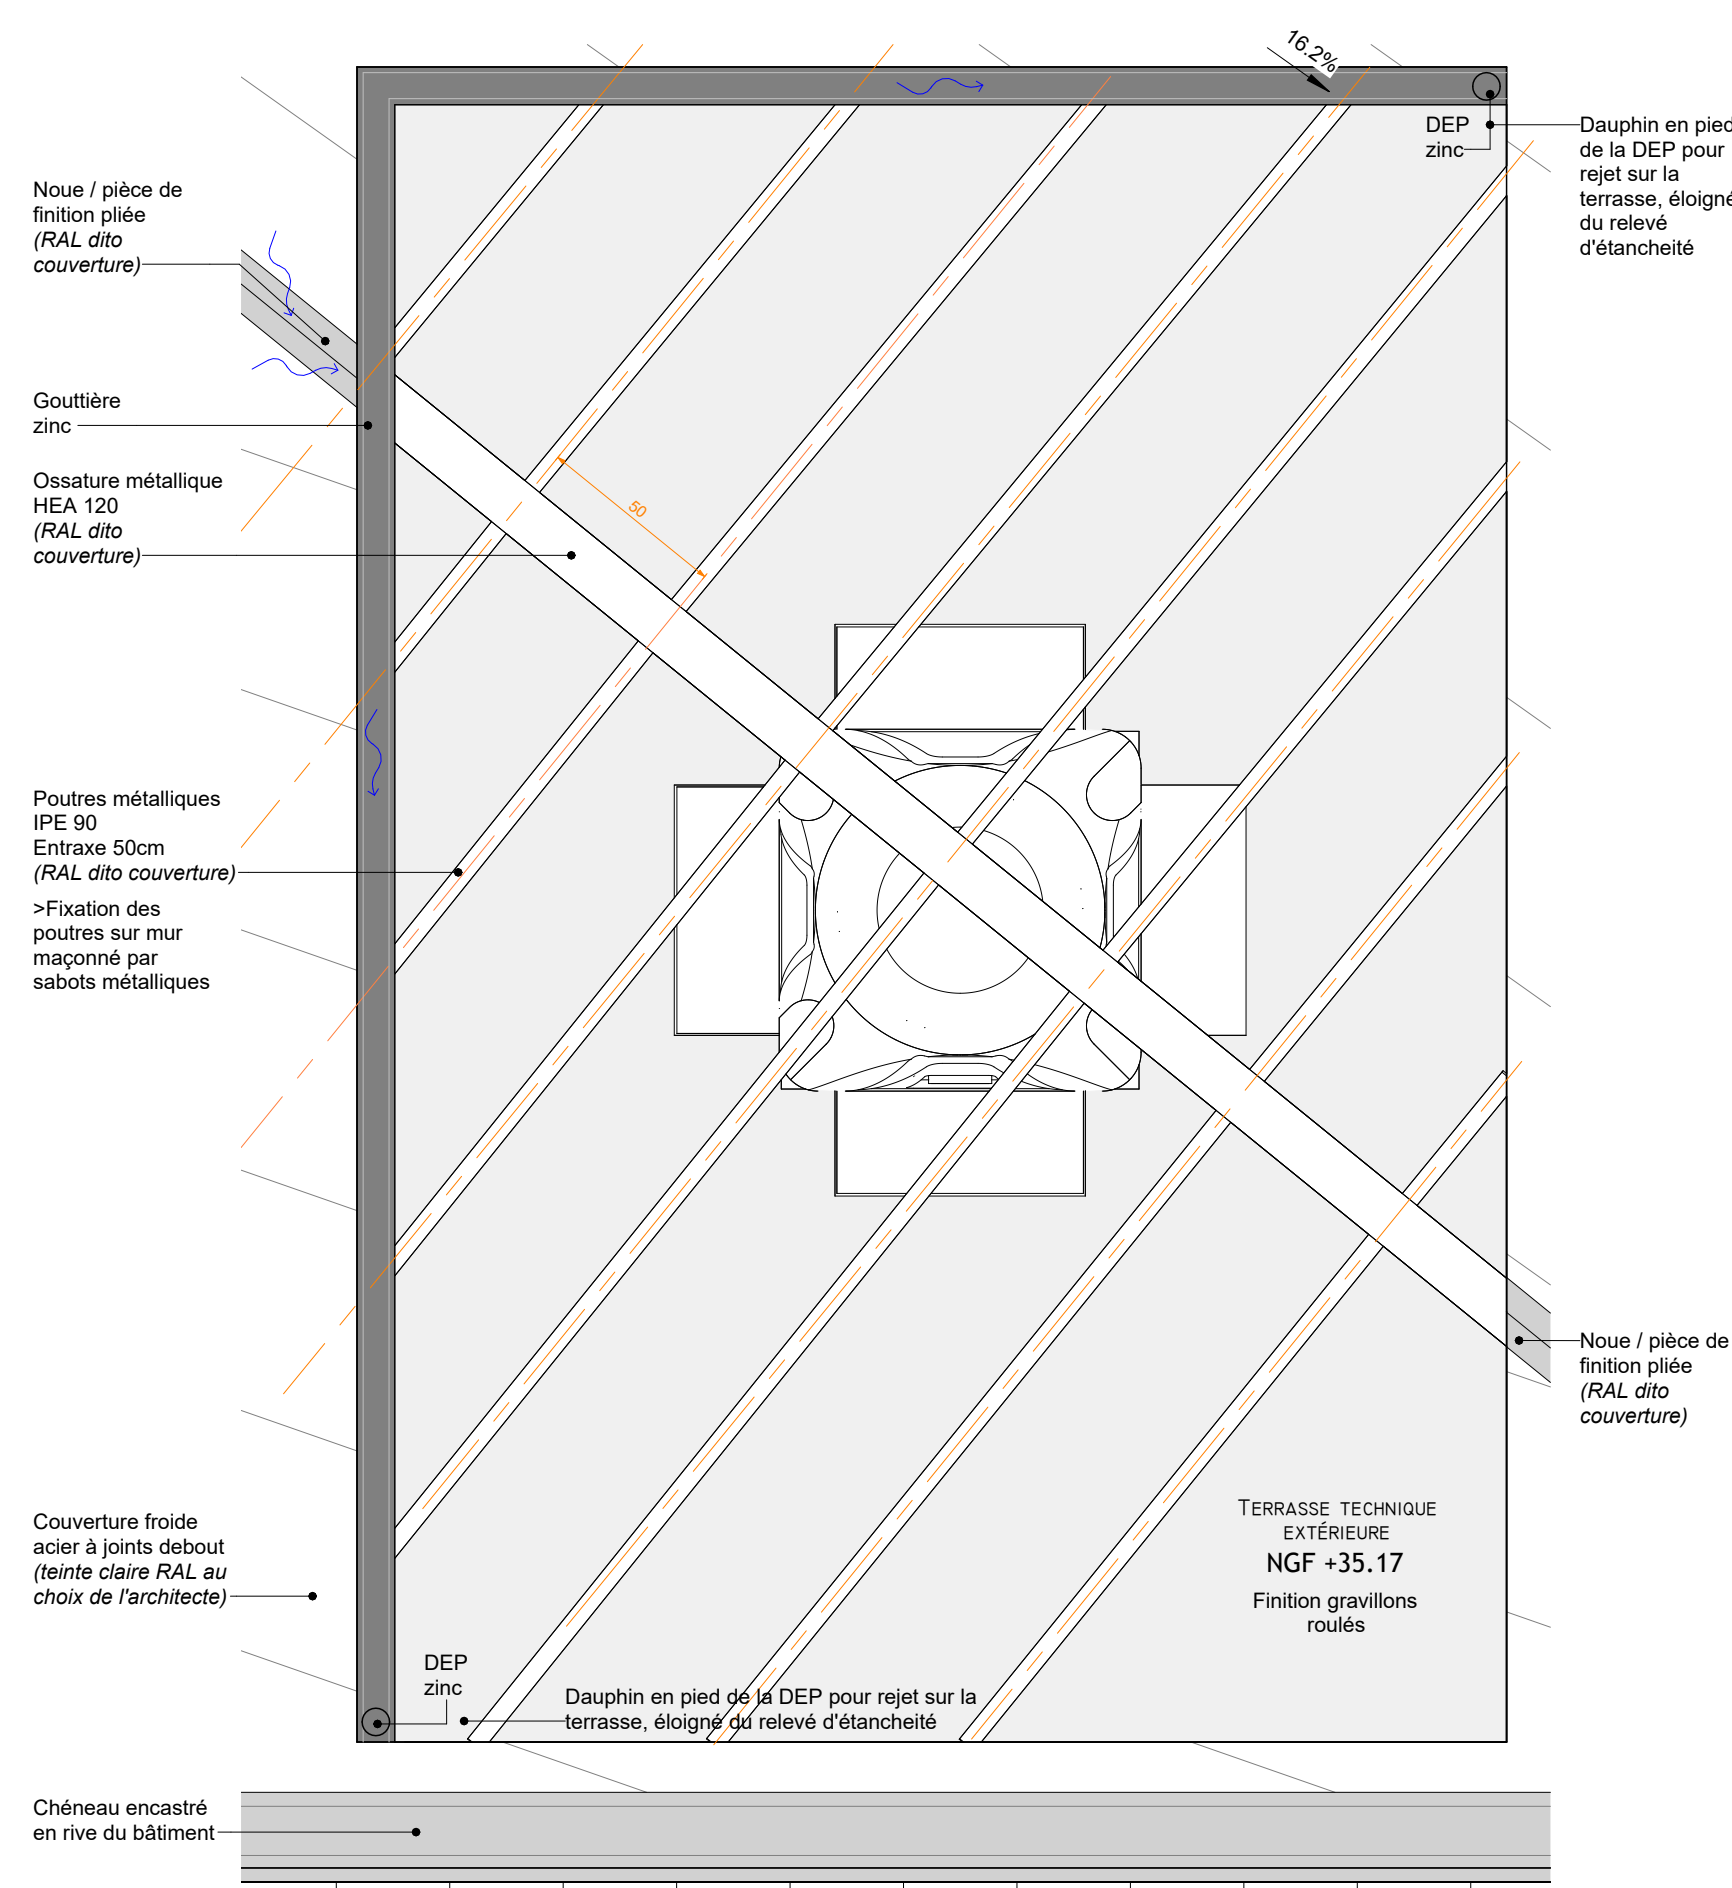 16.2%
DEP
zinc
Dauphin en pied
de la DEP pour
rejet sur la
terrasse, éloigné
du relevé
d'étancheité
Noue / pièce de
finition pliée
(RAL dito
couverture)
Gouttière
zinc
Ossature métallique
HEA 120
(RAL dito
couverture)
50
Poutres métalliques
IPE 90
Entraxe 50cm
(RAL dito couverture)
>Fixation des
poutres sur mur
maçonné par
sabots métalliques
Noue / pièce de
finition pliée
(RAL dito
couverture)
Couverture froide
acier à joints debout
(teinte claire RAL au
choix de l'architecte)
TERRASSE TECHNIQUE
EXTÉRIEURE
NGF +35.17
Finition gravillons
roulés
DEP
zinc
Dauphin en pied de la DEP pour rejet sur la
terrasse, éloigné du relevé d'étancheité
Chéneau encastré
en rive du bâtiment